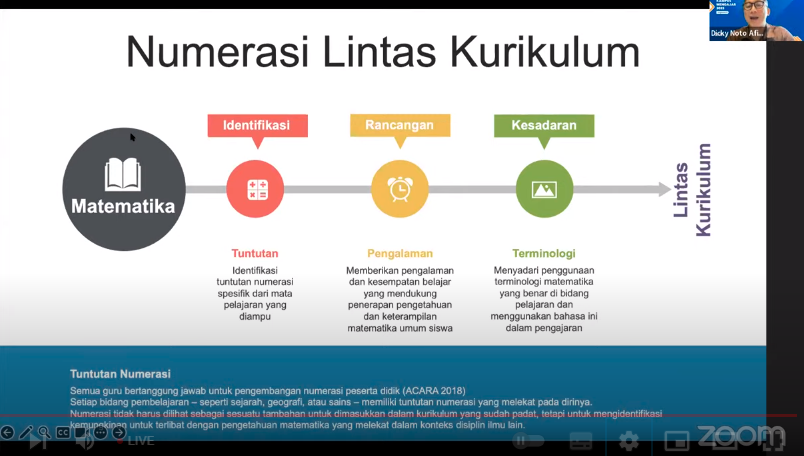 KAMPUS
MENGAJAR
2022
Dicky Noto Afi...
Numerasi Lintas Kurikulum
Identifikasi
Rancangan
Kesadaran
Matematika
Lintas
Kurikulum
Tuntutan
Identifikasi
tuntutan numerasi
spesifik dari mata
pelajaran yang
diampu
Pengalaman
Memberikan pengalaman
dan kesempatan belajar
yang mendukung
penerapan pengetahuan
dan keterampilan
matematika umum siswa
Terminologi
Menyadari penggunaan
terminologi matematika
yang benar di bidang
pelajaran dan
menggunakan bahasa ini
dalam pengajaran
Tuntutan Numerasi
Semua guru bertanggung jawab untuk pengembangan numerasi peserta didik (ACARA 2018)
Setiap bidang pembelajaran – seperti sejarah, geografi, atau sains – memiliki tuntutan numerasi yang melekat pada dirinya.
Numerasi tidak harus dilihat sebagai sesuatu tambahan untuk dimasukkan dalam kurikulum yang sudah padat, tetapi untuk mengidentifikasi
kemungkinan untuk terlibat dengan pengetahuan matematika yang melekat dalam konteks disiplin ilmu lain.
CC
LIVE
zoom